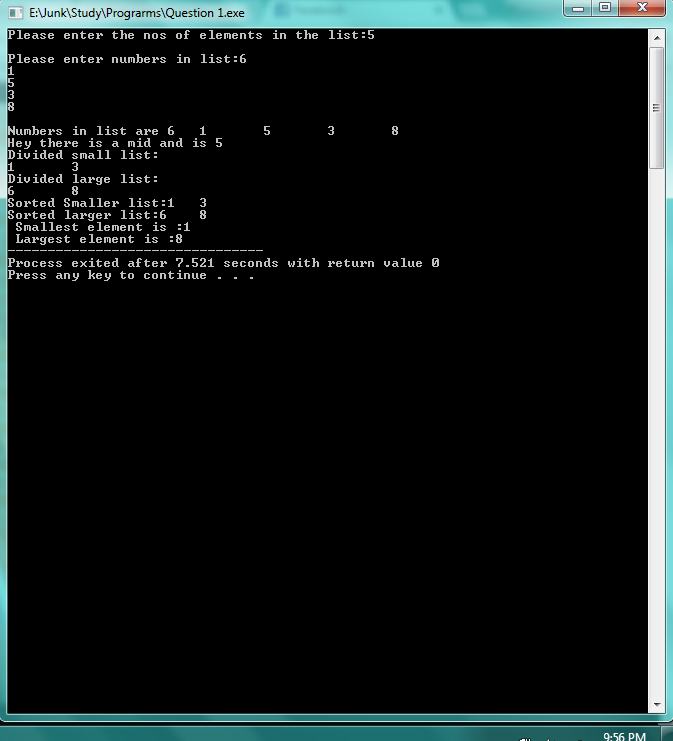 E:\Junk\Study\Programs\Question 1.exe
Please enter the nos of elements in the list:5
Please enter numbers in list:6
1
5
3
8
Numbers in list are 6 1 5 3 8
Hey there is a mid and is 5
Divided small list:
1 3
Divided large list:
6 8
Sorted Smaller list:1 3
Sorted larger list:6 8
Smallest element is :1
Largest element is :8
--------------------------------
Process exited after 7.521 seconds with return value 0
Press any key to continue . . .
9:56 PM